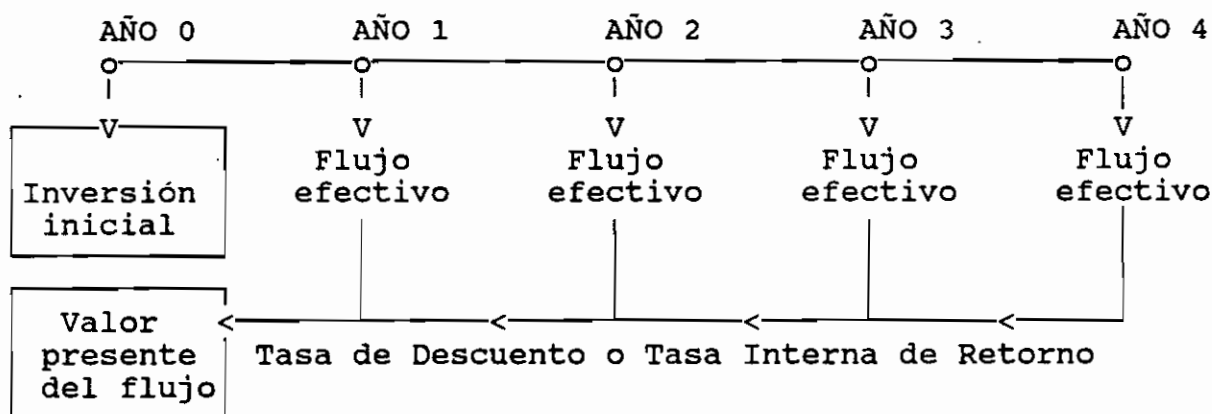 AÑO 0 AÑO 1 AÑO 2 AÑO 3 AÑO 4
V V V V V
Inversión
inicial
Flujo
efectivo
Flujo
efectivo
Flujo
efectivo
Flujo
efectivo
Valor
presente
del flujo
Tasa de Descuento o Tasa Interna de Retorno